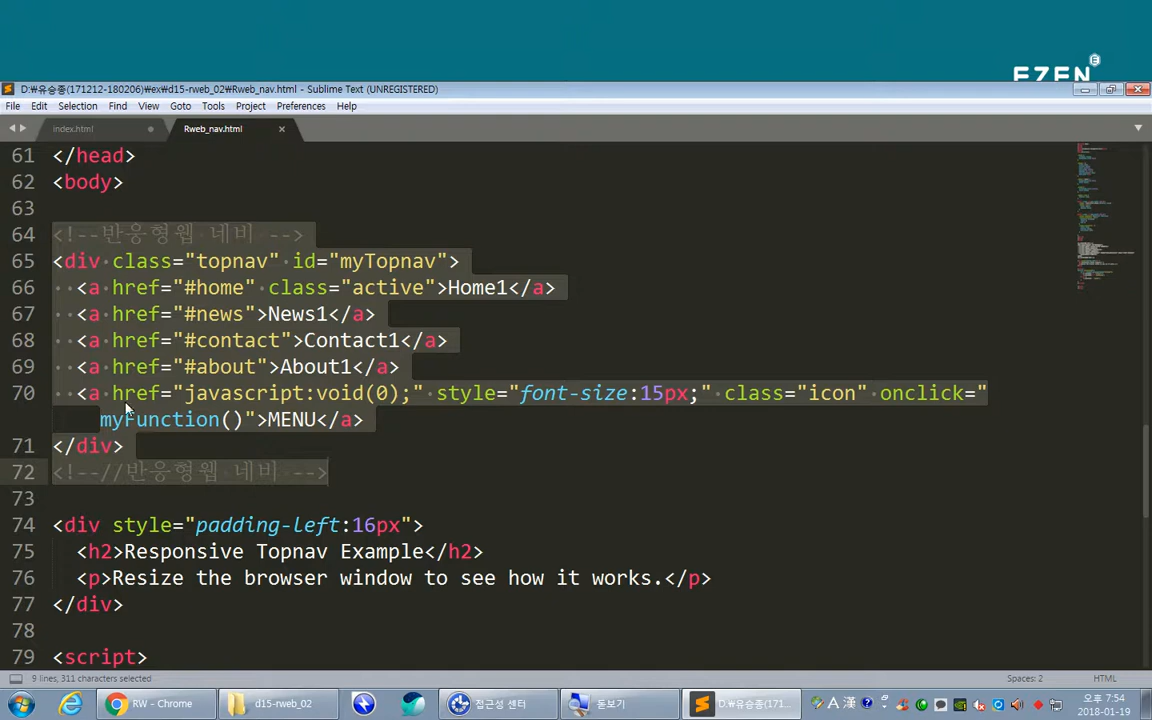 EZEN E
D:\유승종(171212-180206)\ex\d15-rweb_02\Rweb_nav.html - Sublime Text (UNREGISTERED)
File Edit Selection Find View Goto Tools Project Preferences Help
index.html Rweb_nav.html
61 </head>
62 <body>
63
64 <!--반응형웹 네비 -->
65 <div class="topnav" id="myTopnav">
66 <a href="#home" class="active">Home1</a>
67 <a href="#news">News1</a>
68 <a href="#contact">Contact1</a>
69 <a href="#about">About1</a>
70 <a href="javascript:void(0);" style="font-size:15px;" class="icon" onclick="
myFunction()">MENU</a>
71 </div>
72 <!--//반응형웹 네비 -->
73
74 <div style="padding-left:16px">
75 <h2>Responsive Topnav Example</h2>
76 <p>Resize the browser window to see how it works.</p>
77 </div>
78
79 <script>
9 lines, 311 characters selected Spaces: 2 HTML
RW - Chrome d15-rweb_02 접근성 센터 돋보기 D:\유승종(171... A 漢 오후 7:54
2018-01-19